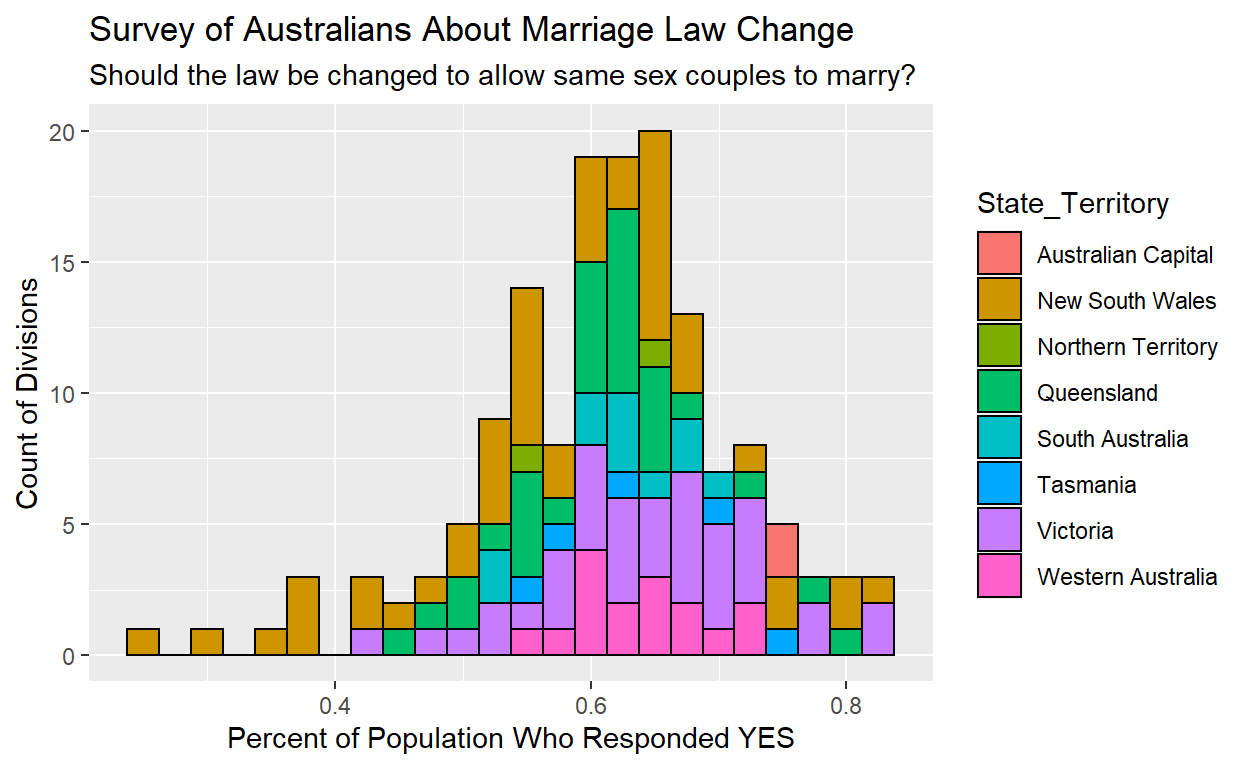 Survey of Australians About Marriage Law Change
Should the law be changed to allow same sex couples to marry?
20
15
10
5
0
Count of Divisions
0.4 0.6 0.8
Percent of Population Who Responded YES
State_Territory
Australian Capital
New South Wales
Northern Territory
Queensland
South Australia
Tasmania
Victoria
Western Australia